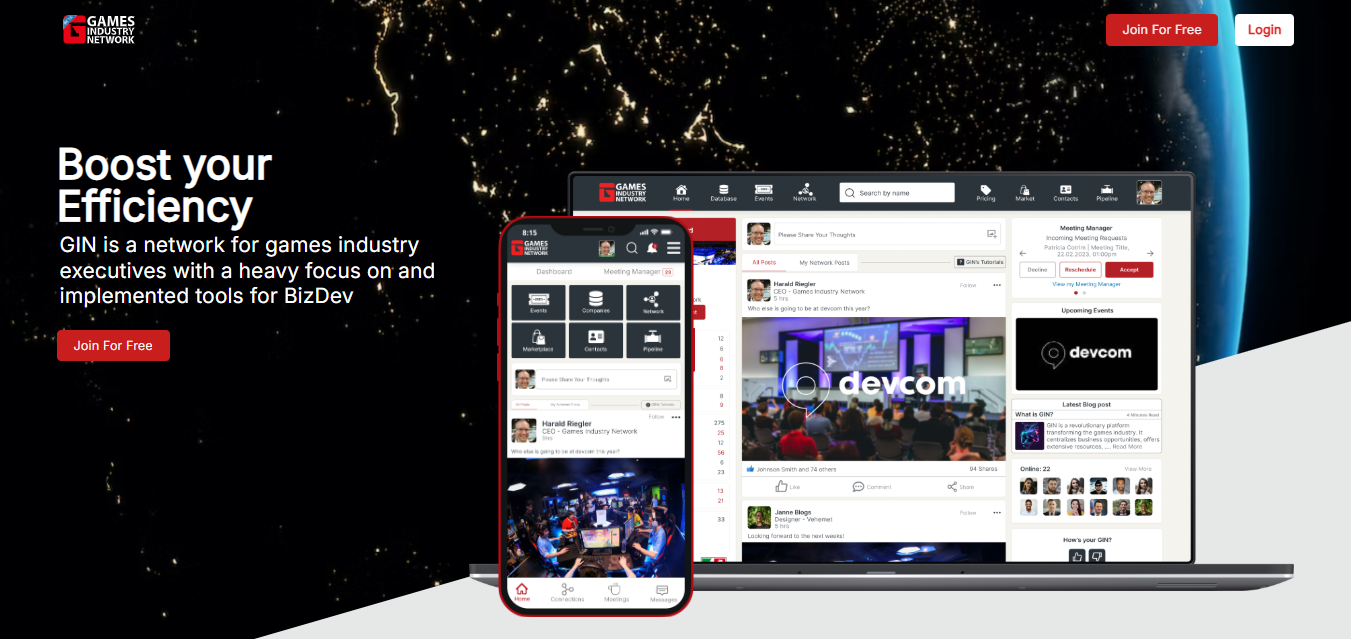 GAMES
INDUSTRY
NETWORK
Join For Free
Login
Boost your
Efficiency
GIN is a network for games industry
executives with a heavy focus on and
implemented tools for BizDev
Join For Free
GAMES
INDUSTRY
NETWORK
Home
Database
Events
Network
Search by name
Pricing
Market
Contacts
Pipeline
Please Share Your Thoughts
All Posts
My Network Posts
GIN's Tutorials
Harald Riegler
CEO - Games Industry Network
5 hrs
Follow
Who else is going to be at devcom this year?
devcom
Johnson Smith and 74 others
94 Shares
Like
Comment
Share
Janne Blogs
Designer - Vehemet
5 hrs
Follow
Looking forward to the next weeks!
12
6
6
8
2
8
9
275
25
12
56
6
23
13
21
33
Meeting Manager
Incoming Meeting Requests
Patricia Cotrim | Meeting Title,
22.02.2023, 01:00pm
Decline
Reschedule
Accept
View my Meeting Manager
Upcoming Events
devcom
Latest Blog post
What is GIN?
4 Minutes Read
GIN is a revolutionary platform
transforming the games industry. It
centralizes business opportunities, offers
extensive resources, ... Read More
Online: 22
View More
How's your GIN?
8:15
GAMES
INDUSTRY
NETWORK
Dashboard
Meeting Manager
Events
Companies
Network
Marketplace
Contacts
Pipeline
Please Share Your Thoughts
All Posts
My Network Posts
Follow
Harald Riegler
CEO - Games Industry Network
Who else is going to be at devcom this year?
Home
Connections
Meetings
Messages